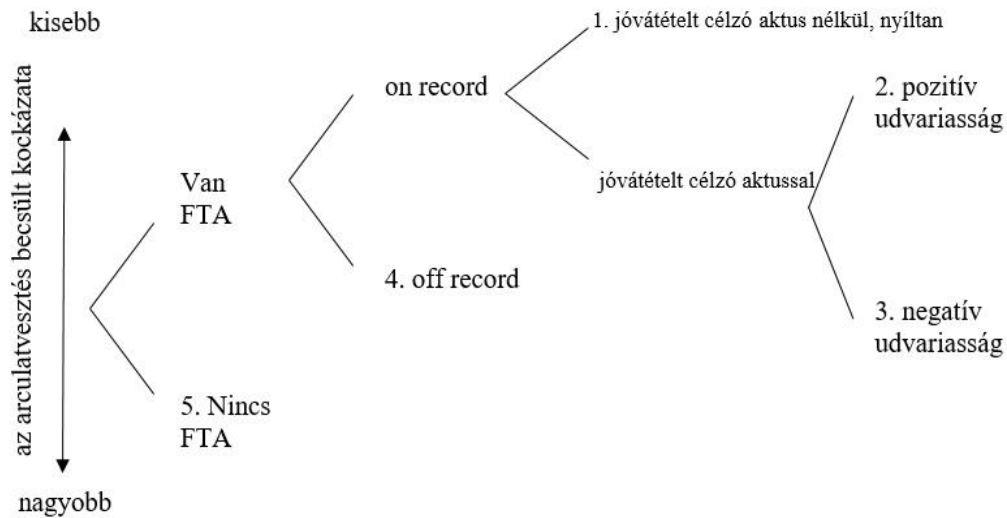 kisebb
1. jóvátételt célzó aktus nélkül, nyíltan
on record
2. pozitív
udvariasság
az arculatvesztés becsült kockázata
Van
FTA
jóvátételt célzó aktussal
4. off record
3. negatív
udvariasság
5. Nincs
FTA
nagyobb